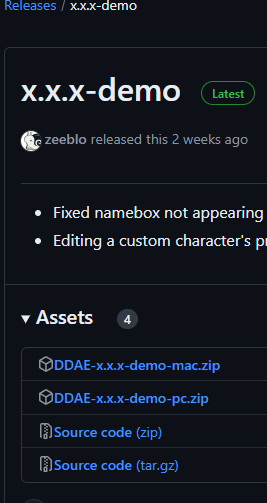 Releases / x.x.x-demo
x.x.x-demo Latest
zeeblo released this 2 weeks ago
• Fixed namebox not appearing
• Editing a custom character's
Assets 4
DDAE-x.x.x-demo-mac.zip
DDAE-x.x.x-demo-pc.zip
Source code (zip)
Source code (tar.gz)